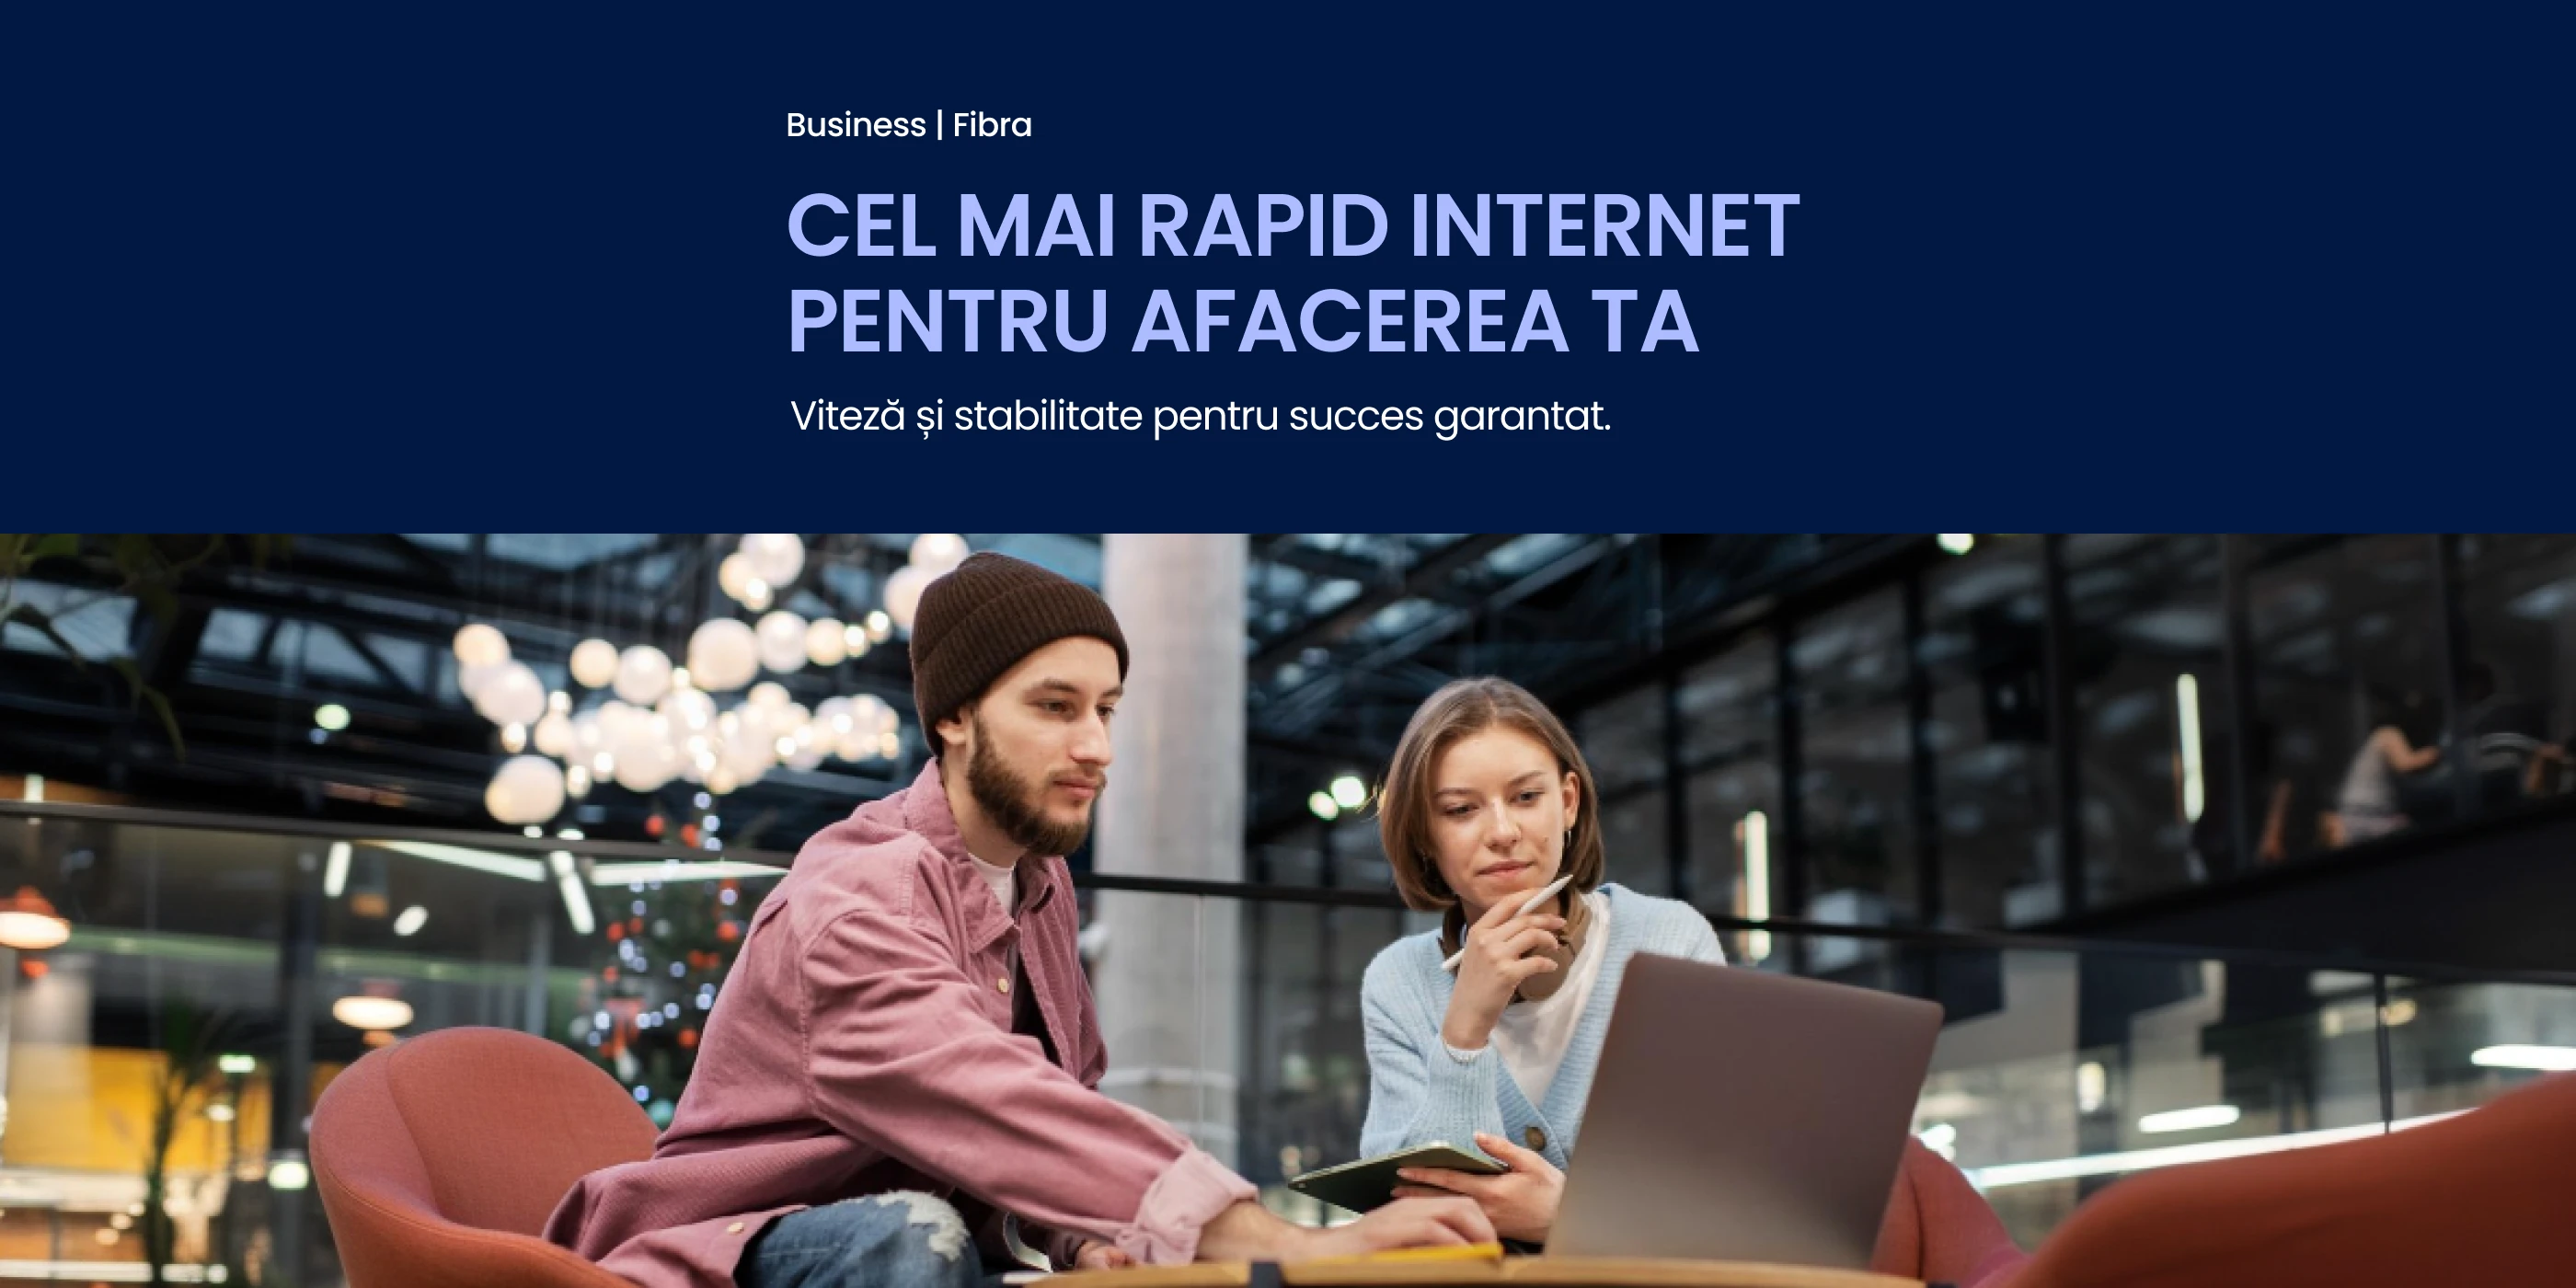 Business | Fibra
CEL MAI RAPID INTERNET
PENTRU AFACEREA TA
Viteză și stabilitate pentru succes garantat.